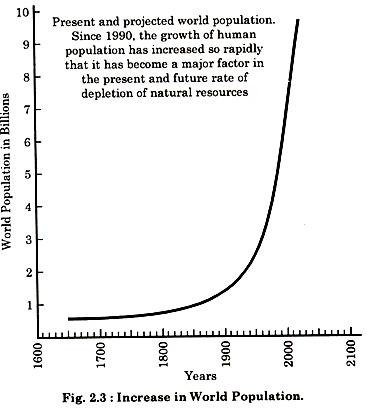 Present and projected world population.
Since 1990, the growth of human
population has increased so rapidly
that it has become a major factor in
the present and future rate of
depletion of natural resources
World Population in Billions
10
9
8
7
6
5
4
3
2
1
1600
1700
1800
1900
2000
2100
Years
Fig. 2.3 : Increase in World Population.